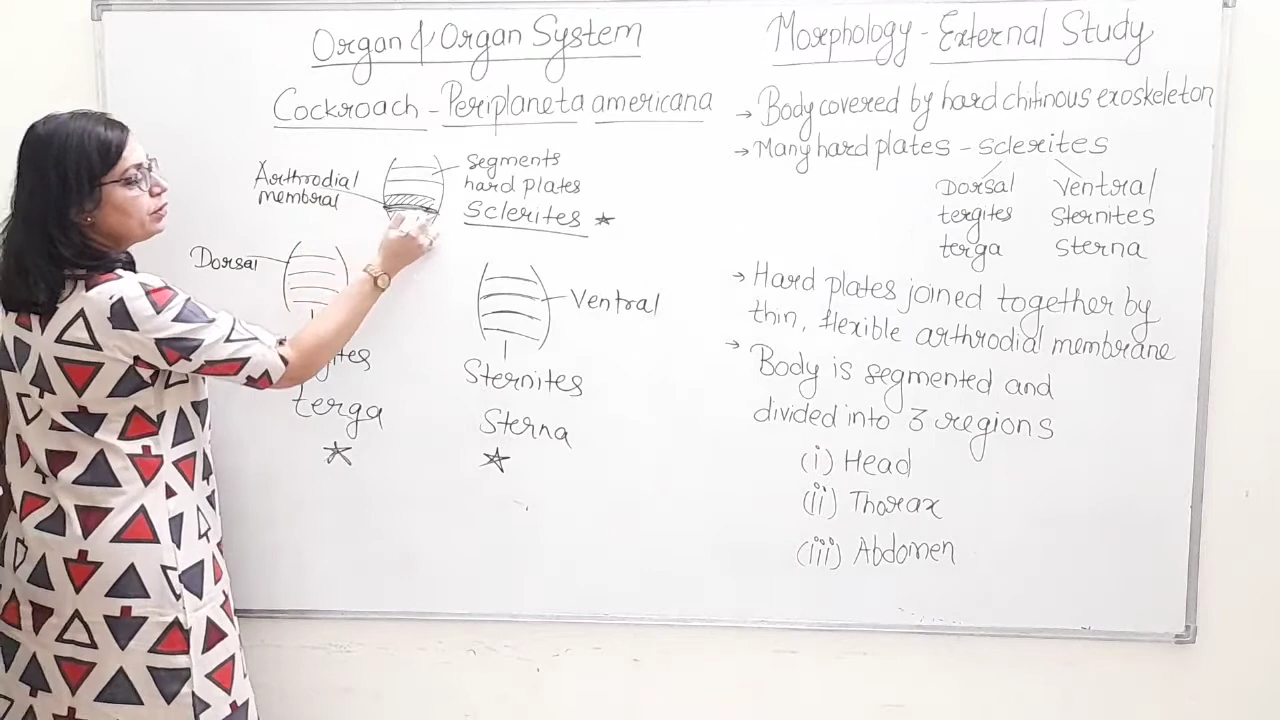 Organ & Organ System
Cockroach - Periplaneta americana
Arthrodial
membral
segments
hard plates
Sclerites
Dorsal
terga
Ventral
Sternites
Sterna
Morphology - External Study
→ Body covered by hard chitinous exoskeleton
→ Many hard plates - sclerites
Dorsal Ventral
tergites Sternites
terga Sterna
→ Hard plates joined together by
thin, flexible arthrodial membrane
→ Body is segmented and
divided into 3 regions
(i) Head
(ii) Thorax
(iii) Abdomen